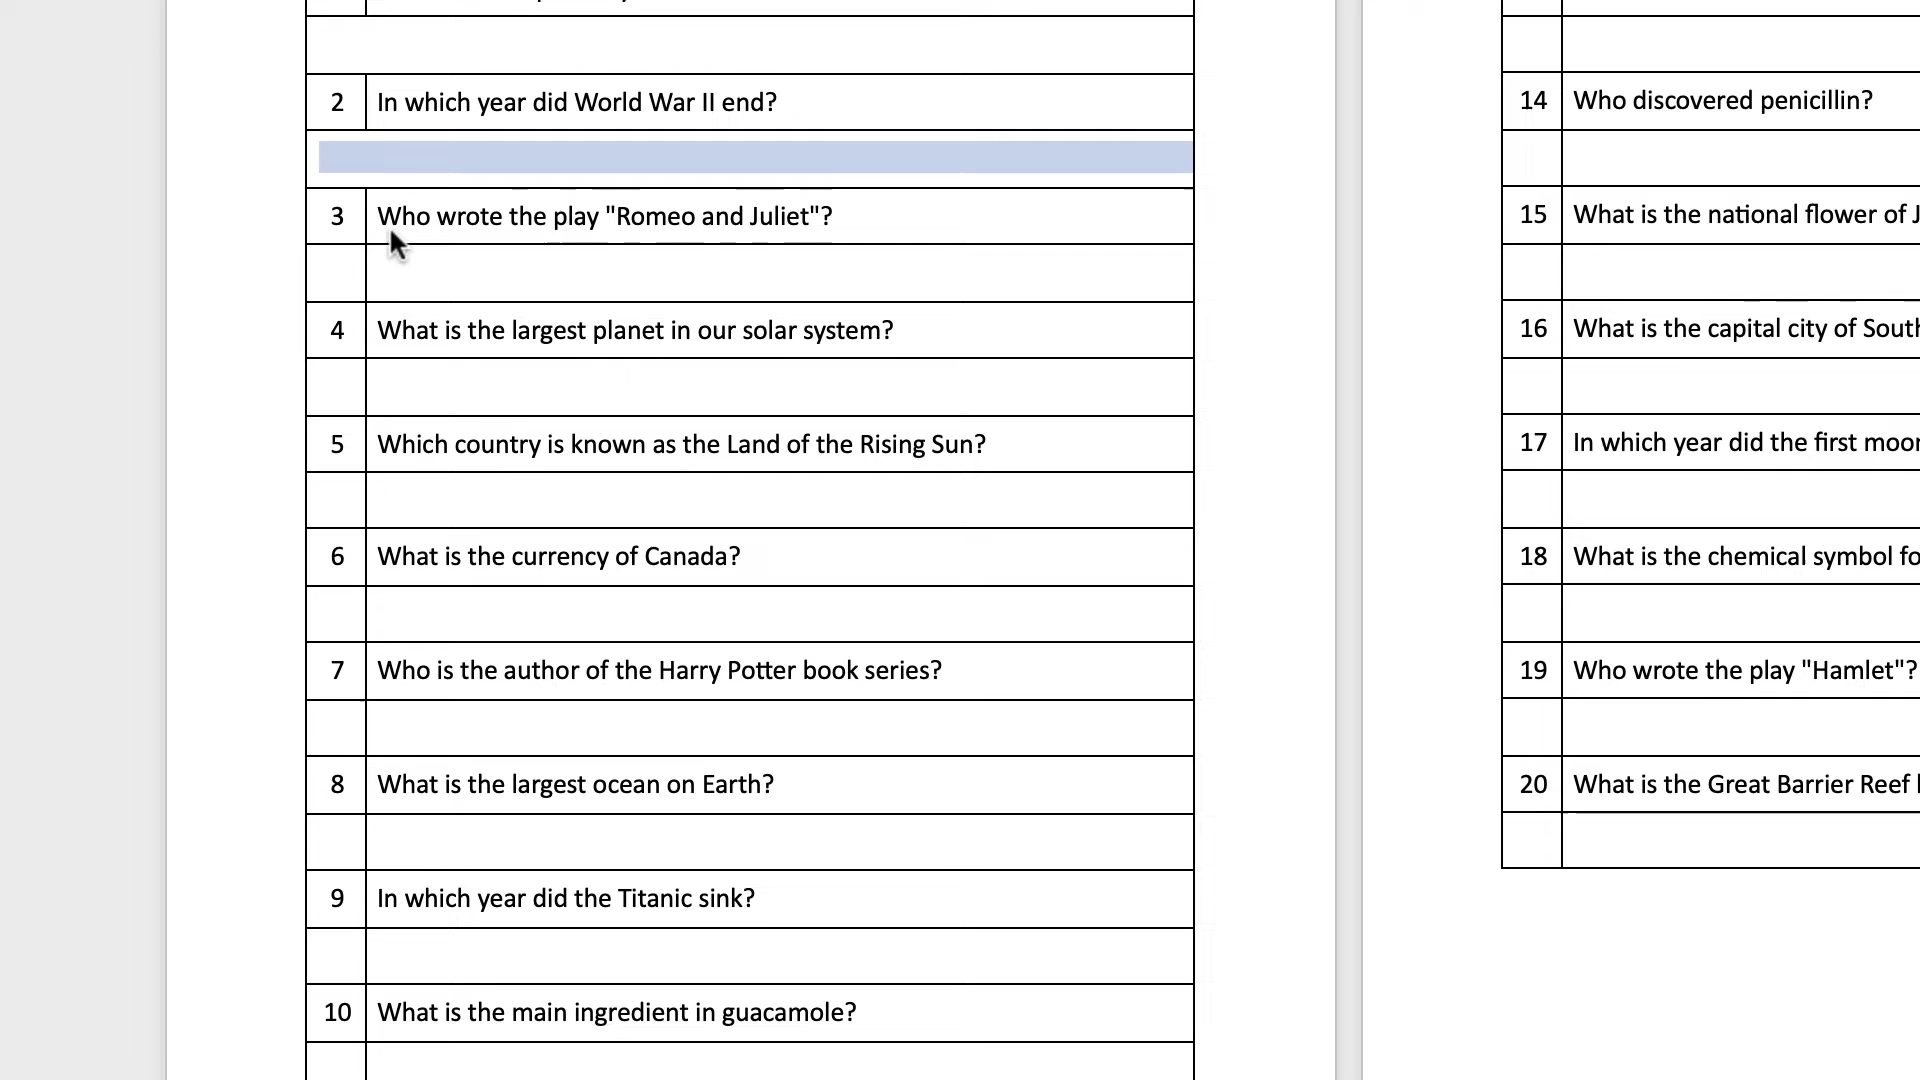 2 In which year did World War II end?
3 Who wrote the play "Romeo and Juliet"?
4 What is the largest planet in our solar system?
5 Which country is known as the Land of the Rising Sun?
6 What is the currency of Canada?
7 Who is the author of the Harry Potter book series?
8 What is the largest ocean on Earth?
9 In which year did the Titanic sink?
10 What is the main ingredient in guacamole?
14 Who discovered penicillin?
15 What is the national flower of
16 What is the capital city of
17 In which year did the first
18 What is the chemical symbol
19 Who wrote the play "Hamlet"?
20 What is the Great Barrier Reef